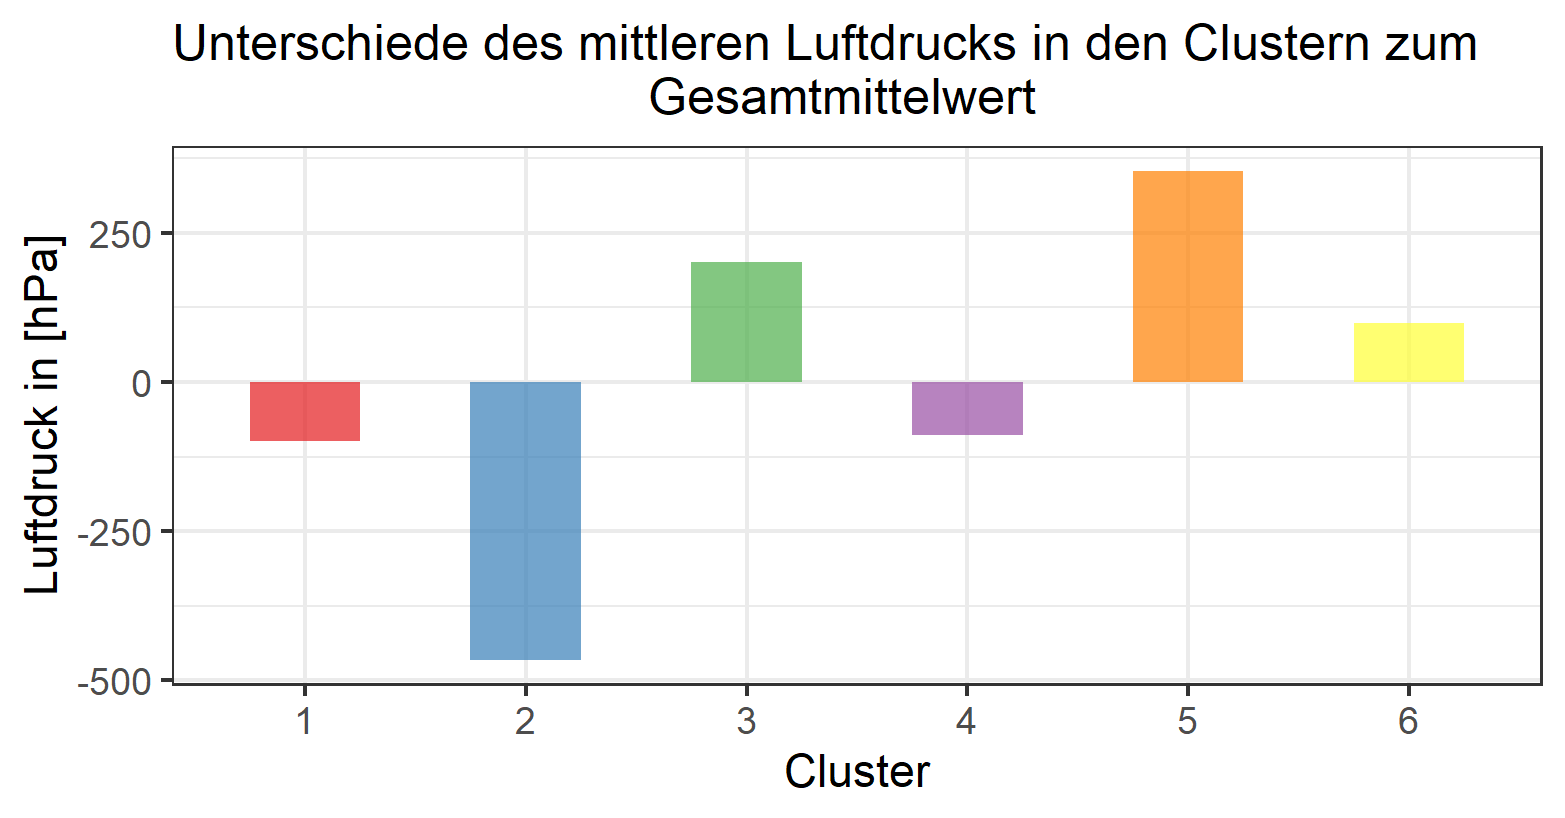 Unterschiede des mittleren Luftdrucks in den Clustern zum
Gesamtmittelwert
Luftdruck in [hPa]
250
0
-250
-500
1 2 3 4 5 6
Cluster